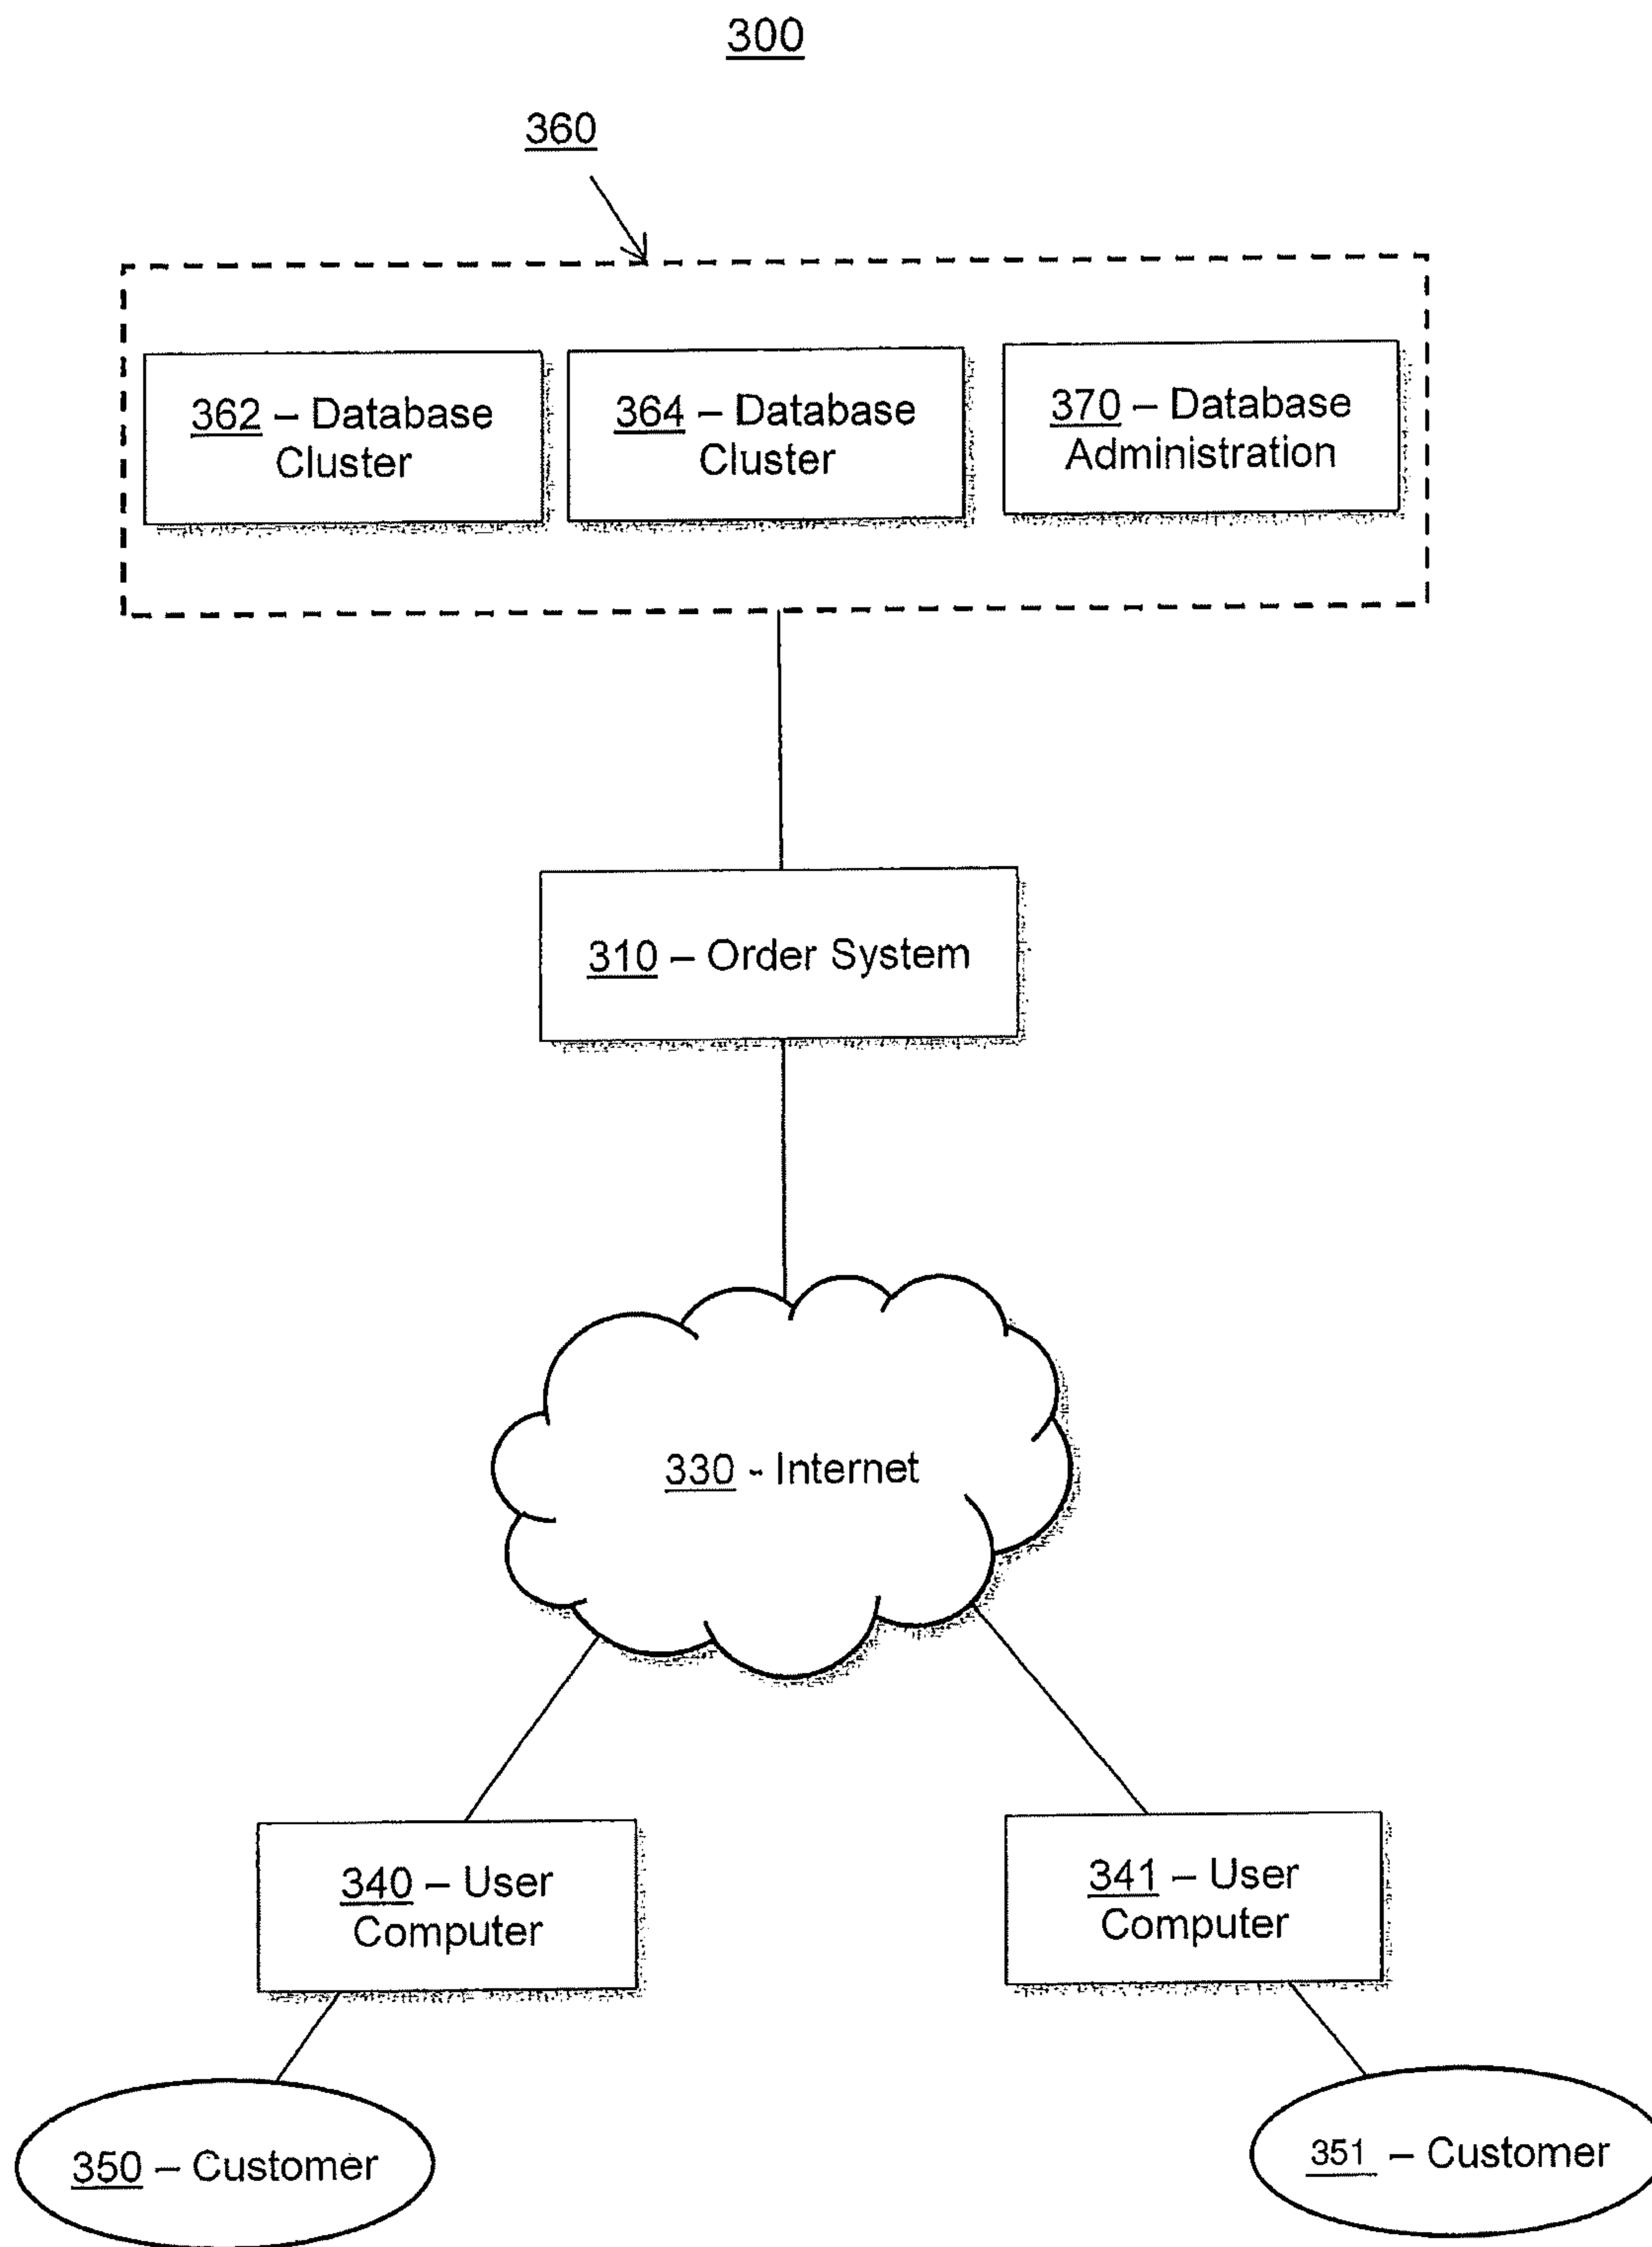 300
360
362 – Database
Cluster
364 – Database
Cluster
370 – Database
Administration
310 – Order System
330 - Internet
340 – User
Computer
341 – User
Computer
350 – Customer
351 – Customer